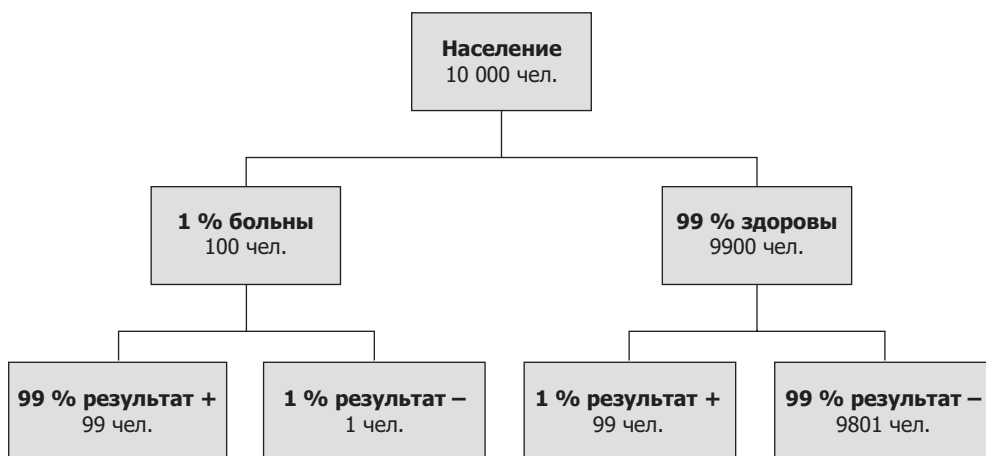 Население
10 000 чел.
1 % больны
100 чел.
99 % здоровы
9900 чел.
99 % результат +
99 чел.
1 % результат –
1 чел.
1 % результат +
99 чел.
99 % результат –
9801 чел.